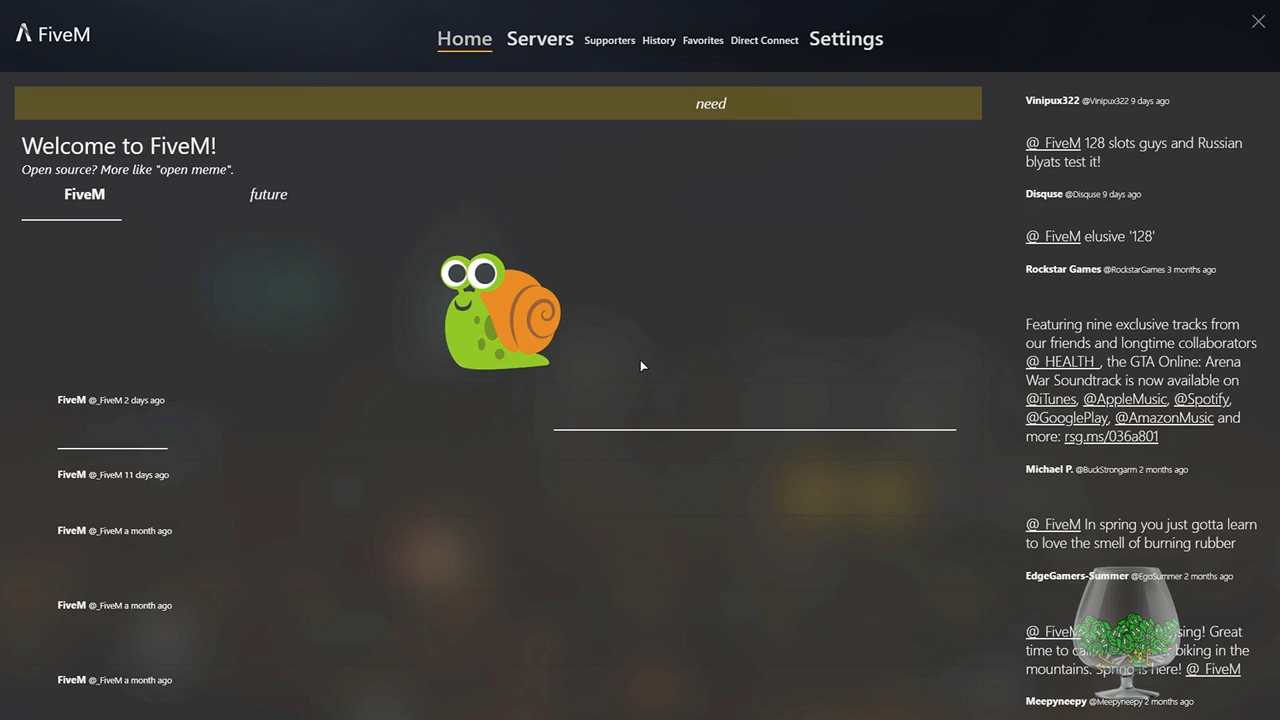 FiveM
Home Servers Supporters History Favorites Direct Connect Settings
need
Welcome to FiveM!
Open source? More like "open meme".
FiveM future
FiveM @_FiveM 2 days ago
FiveM @_FiveM 11 days ago
FiveM @_FiveM a month ago
FiveM @_FiveM a month ago
FiveM @_FiveM a month ago
Vinipux322 @Vinipux322 9 days ago
@_FiveM 128 slots guys and Russian
blyats test it!
Disquse @Disquse 9 days ago
@_FiveM elusive '128'
Rockstar Games @RockstarGames 3 months ago
Featuring nine exclusive tracks from
our friends and longtime collaborators
@_HEALTH_, the GTA Online: Arena
War Soundtrack is now available on
@iTunes, @AppleMusic, @Spotify,
@GooglePlay, @AmazonMusic and
more: rsg.ms/036a801
Michael P. @BuckStrongarm 2 months ago
@_FiveM In spring you just gotta learn
to love the smell of burning rubber
EdgeGamers-Summer @EgoSummer 2 months ago
@_FiveM Great
time to biking in the
mountains. Spring is here! @_FiveM
Meepyneepy @Meepyneepy 2 months ago